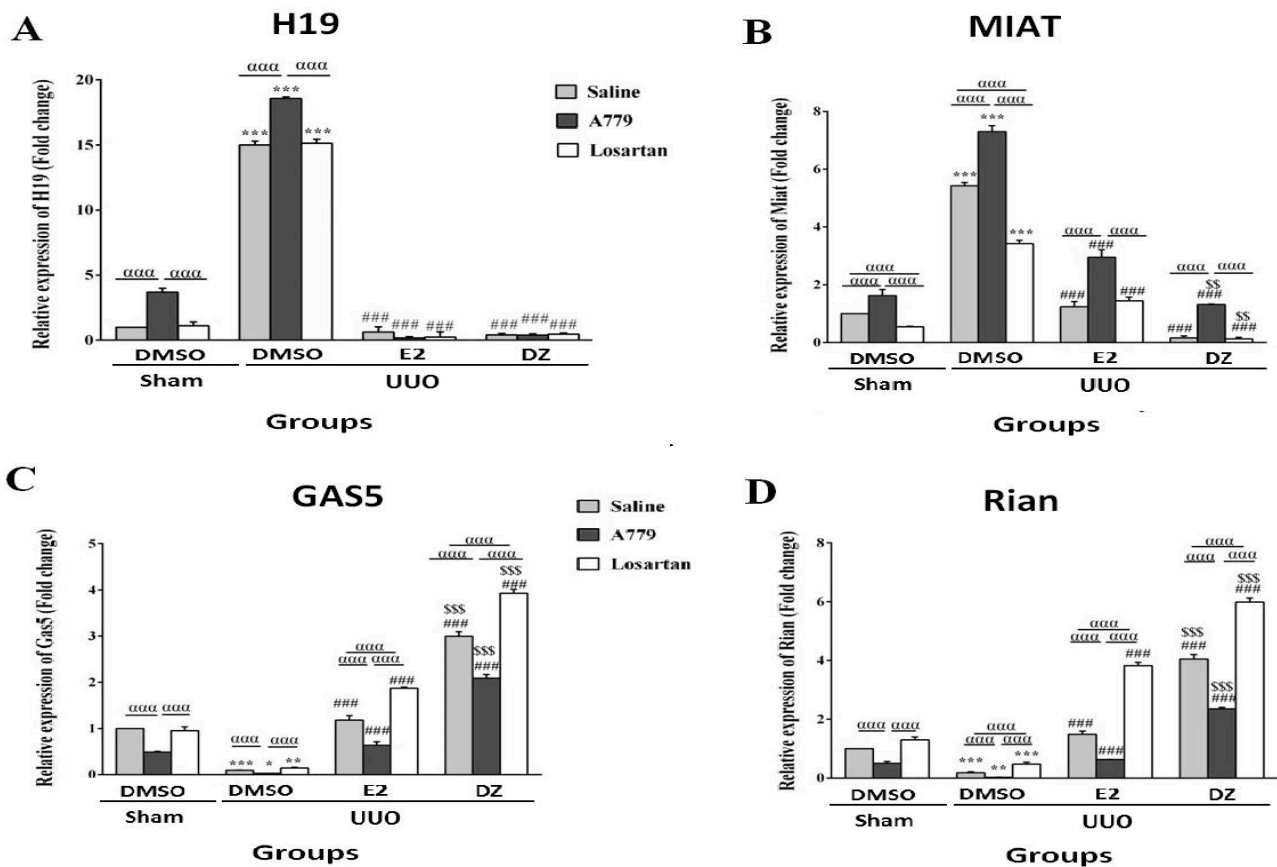 A
H19
Relative expression of H19 (Fold change)
20
15
10
5
0
ααα ααα
***
*** ***
ααα ααα
### ### ###
### ### ###
Saline
A779
Losartan
DMSO DMSO E2 DZ
Sham UUO
Groups
B
MIAT
Relative expression of Miat (Fold change)
8
6
4
2
0
ααα
ααα ααα
***
***
***
ααα
ααα ααα
ααα ααα
###
### ###
ααα ααα
$$
###
$$
### ###
DMSO DMSO E2 DZ
Sham UUO
Groups
C
GAS5
Relative expression of Gas5 (Fold change)
5
4
3
2
1
0
Saline
A779
Losartan
ααα
ααα ααα
$$$
###
$$$
###
$$$
###
ααα
ααα ααα
###
###
###
ααα ααα
ααα ααα
*** * **
DMSO DMSO E2 DZ
Sham UUO
Groups
D
Rian
Relative expression of Rian (Fold change)
8
6
4
2
0
ααα
ααα ααα
$$$
###
$$$
###
$$$
###
ααα
ααα ααα
###
###
###
ααα ααα
ααα
ααα ααα
*** ** ***
DMSO DMSO E2 DZ
Sham UUO
Groups